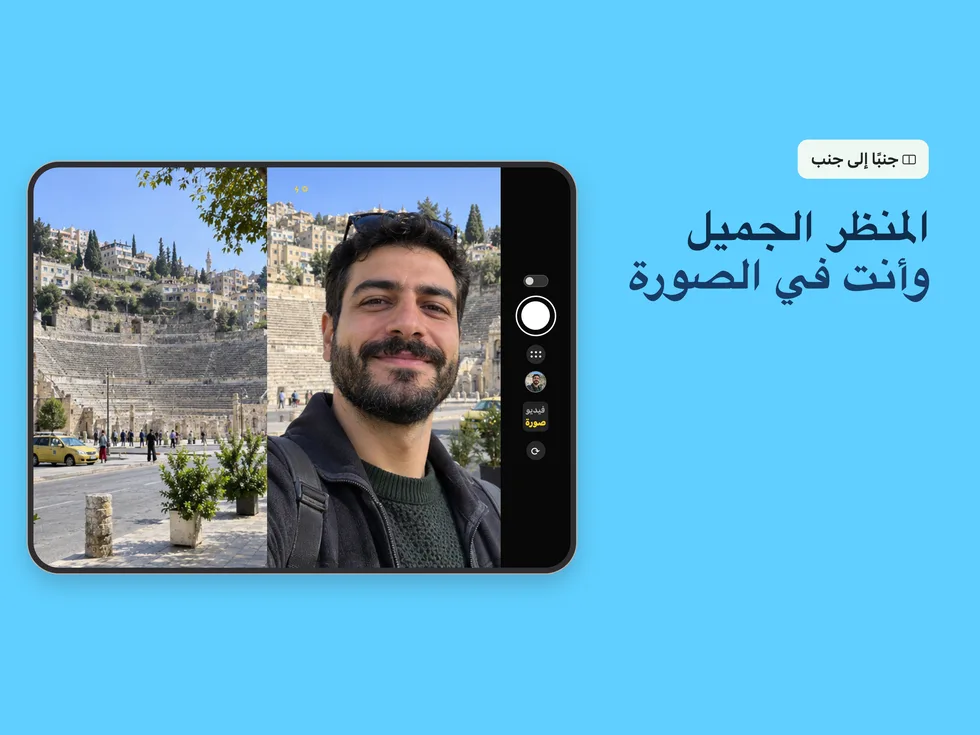 جنبًا إلى جنب
المنظر الجميل
وأنت في الصورة
فيديو
صورة